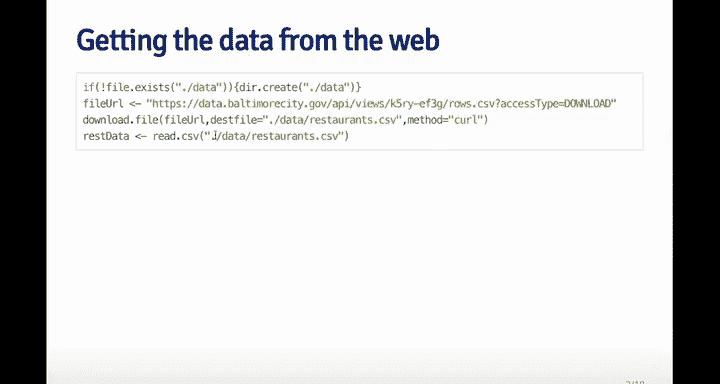 Getting the data from the web
if(!file.exists("./data")){dir.create("./data")}
fileUrl <- "https://data.baltimorecity.gov/api/views/k5ry-ef3g/rows.csv?accessType=DOWNLOAD"
download.file(fileUrl,destfile="./data/restaurants.csv",method="curl")
restData <- read.csv("./data/restaurants.csv")